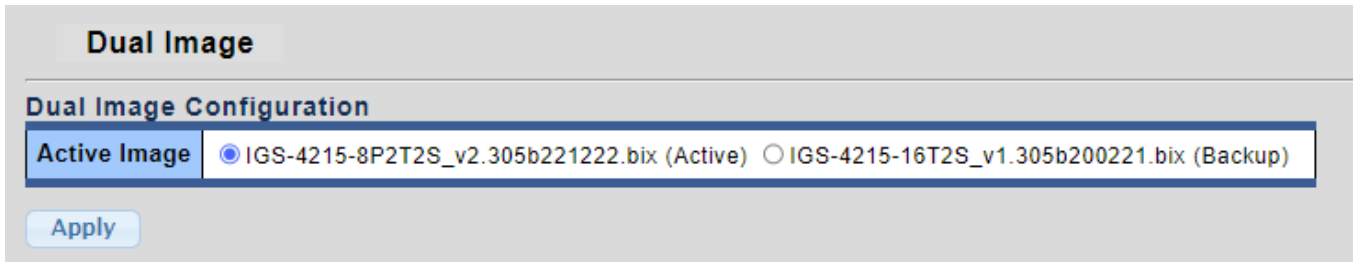 Dual Image
Dual Image Configuration
Active Image IGS-4215-8P2T2S_v2.305b221222.bix (Active) IGS-4215-16T2S_v1.305b200221.bix (Backup)
Apply